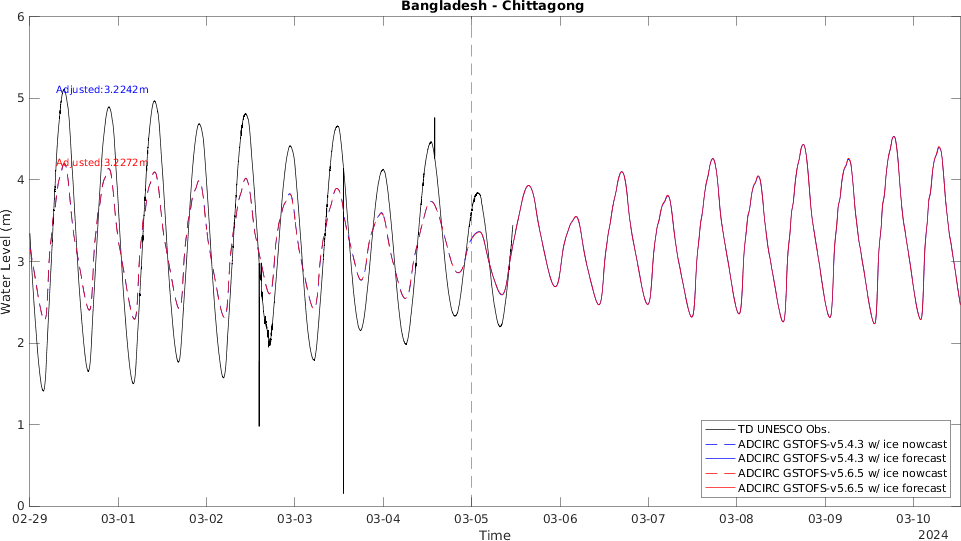 Bangladesh - Chittagong
6
5
4
3
2
1
0
Water Level (m)
Adjusted:3.2242m
Adjusted:3.2272m
TD UNESCO Obs.
ADCIRC GSTOFS-v5.4.3 w/ ice nowcast
ADCIRC GSTOFS-v5.4.3 w/ ice forecast
ADCIRC GSTOFS-v5.6.5 w/ ice nowcast
ADCIRC GSTOFS-v5.6.5 w/ ice forecast
02-29 03-01 03-02 03-03 03-04 03-05 03-06 03-07 03-08 03-09 03-10
Time
2024